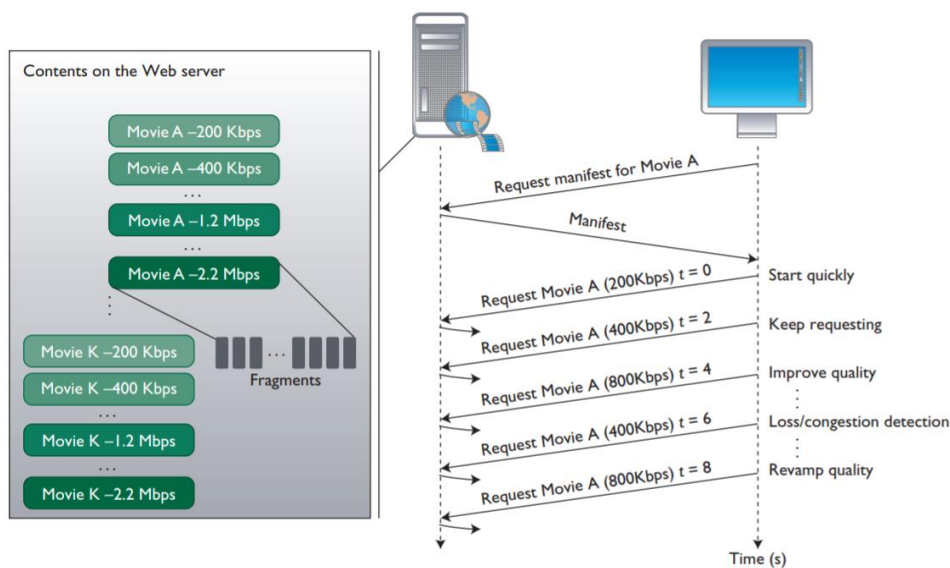 Contents on the Web server
Movie A –200 Kbps
Movie A –400 Kbps
...
Movie A –1.2 Mbps
...
Movie A –2.2 Mbps
...
Movie K –200 Kbps
Movie K –400 Kbps
...
Movie K –1.2 Mbps
...
Movie K –2.2 Mbps
...
Fragments
Request manifest for Movie A
Manifest
Request Movie A (200Kbps) t = 0
Start quickly
Request Movie A (400Kbps) t = 2
Keep requesting
Request Movie A (800Kbps) t = 4
Improve quality
...
Request Movie A (400Kbps) t = 6
Loss/congestion detection
...
Request Movie A (800Kbps) t = 8
Revamp quality
Time (s)